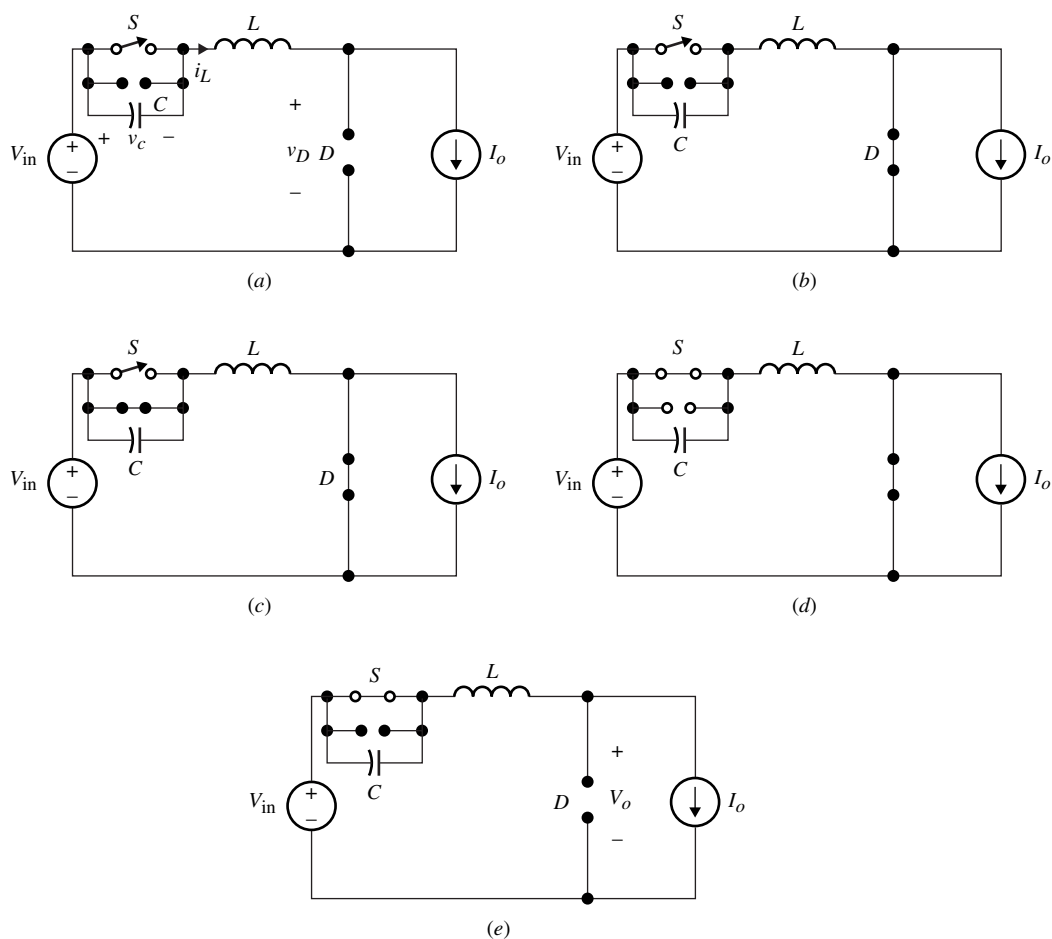 S L
i_L
C
+ v_c −
V_in + − + v_D − D I_o
(a)
S L
C
V_in + − D I_o
(b)
S L
C
V_in + − D I_o
(c)
S L
C
V_in + − I_o
(d)
S L
C
V_in + − D + V_o − I_o
(e)